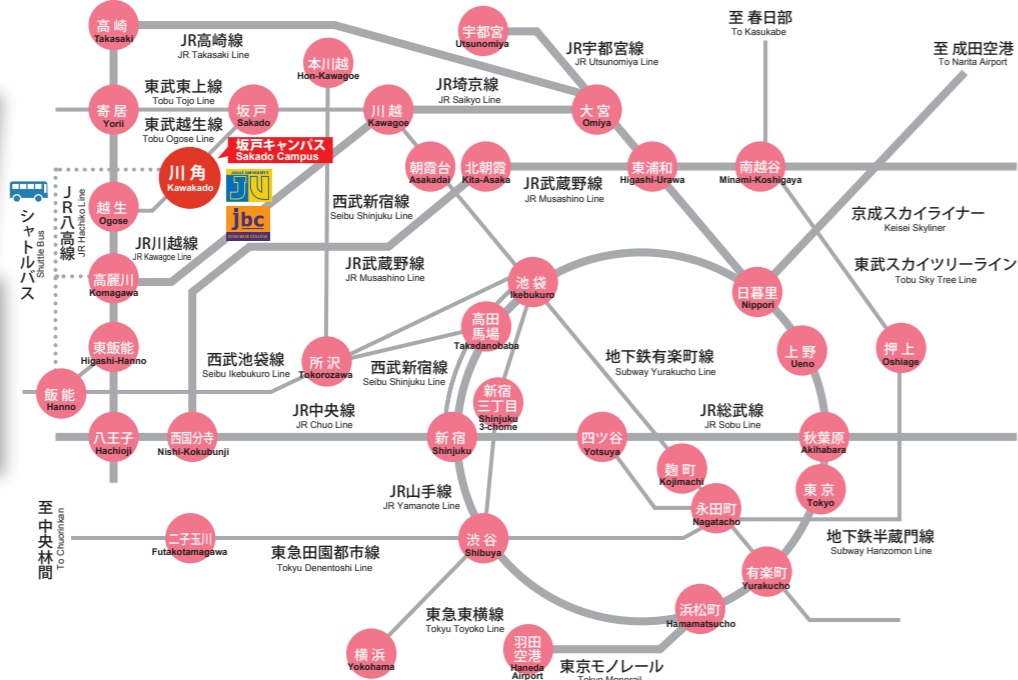 高崎
Takasaki
JR高崎線
JR Takasaki Line
宇都宮
Utsunomiya
JR宇都宮線
JR Utsunomiya Line
至 春日部
To Kasukabe
至 成田空港
To Narita Airport
本川越
Hon-Kawagoe
東武東上線
Tobu Tojo Line
JR埼京線
JR Saikyo Line
寄居
Yorii
坂戸
Sakado
川越
Kawagoe
大宮
Omiya
東武越生線
Tobu Ogose Line
坂戸キャンパス
Sakado Campus
川角
Kawakado
JOSAI UNIVERSITY
JU
jbc
朝霞台
Asakadai
北朝霞
Kita-Asaka
JR武蔵野線
JR Musashino Line
東浦和
Higashi-Urawa
南越谷
Minami-Koshigaya
シャトルバス
Shuttle Bus
JR八高線
JR Hachiko Line
越生
Ogose
西武新宿線
Seibu Shinjuku Line
京成スカイライナー
Keisei Skyliner
JR川越線
JR Kawagoe Line
JR武蔵野線
JR Musashino Line
東武スカイツリーライン
Tobu Sky Tree Line
高麗川
Komagawa
池袋
Ikebukuro
日暮里
Nippori
高田
馬場
Takadanobaba
東飯能
Higashi-Hanno
西武池袋線
Seibu Ikebukuro Line
所沢
Tokorozawa
西武新宿線
Seibu Shinjuku Line
地下鉄有楽町線
Subway Yurakucho Line
上野
Ueno
押上
Oshiage
飯能
Hanno
新宿
三丁目
Shinjuku
3-chome
JR中央線
JR Chuo Line
JR総武線
JR Sobu Line
八王子
Hachioji
西国分寺
Nishi-Kokubunji
新宿
Shinjuku
四ツ谷
Yotsuya
秋葉原
Akihabara
麹町
Kojimachi
JR山手線
JR Yamanote Line
東京
Tokyo
永田町
Nagatacho
至 中央林間
To Chuorinkan
二子玉川
Futakotamagawa
東急田園都市線
Tokyu Denentoshi Line
渋谷
Shibuya
地下鉄半蔵門線
Subway Hanzomon Line
有楽町
Yurakucho
東急東横線
Tokyu Toyoko Line
浜松町
Hamamatsucho
横浜
Yokohama
羽田
空港
Haneda
Airport
東京モノレール
Tokyo Monorail